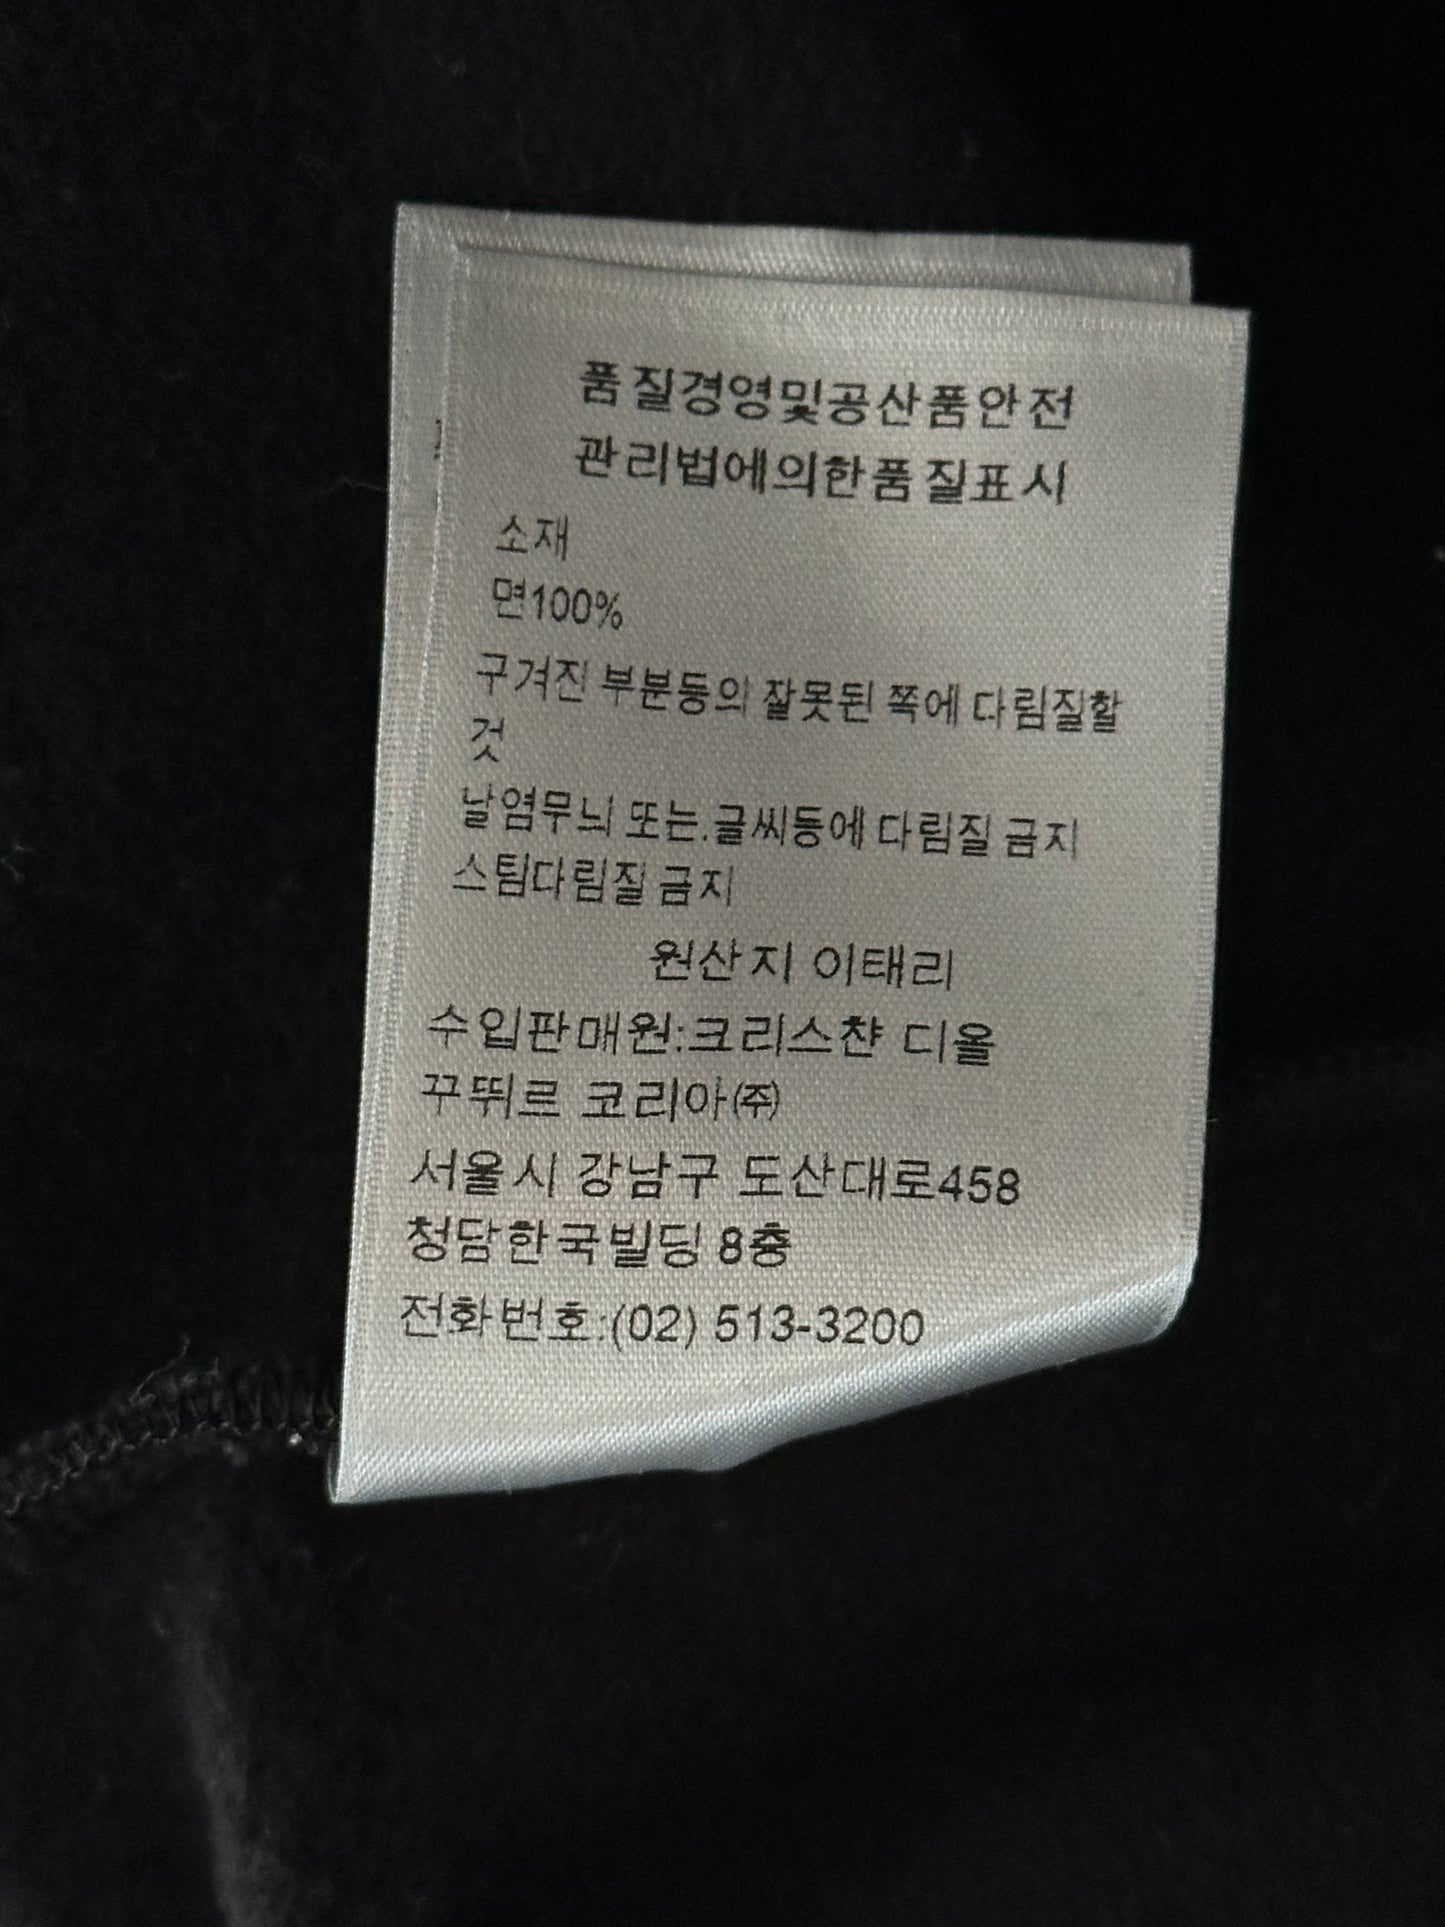 품질경영및공산품안전
관리법에의한품질표시
소재
면100%
구겨진 부분등의 잘못된 쪽에 다림질할
것
날염무늬 또는.글씨등에 다림질 금지
스팀다림질 금지
원산지 이태리
수입판매원:크리스챤 디올
꾸뛰르 코리아㈜
서울시 강남구 도산대로458
청담한국빌딩 8층
전화번호:(02) 513-3200